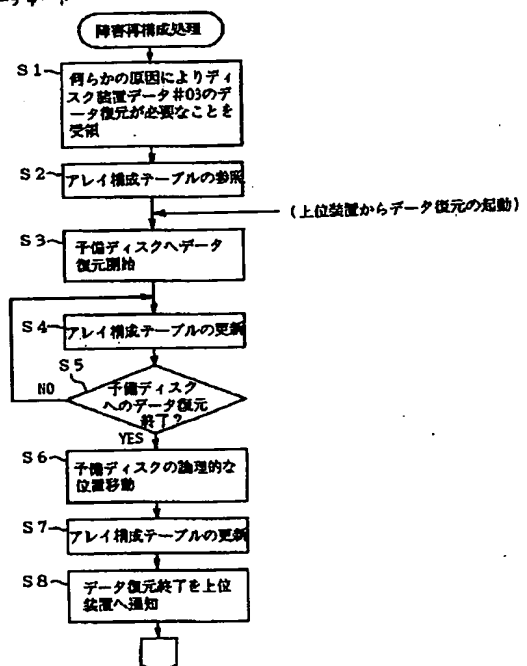 障害再構成処理
S1
何らかの原因によりディ
スク装置データ#03のデ
ータ復元が必要なことを
受領
S2
アレイ構成テーブルの参照
(上位装置からデータ復元の起動)
S3
予備ディスクへデータ
復元開始
S4
アレイ構成テーブルの更新
S5
NO
予備ディスク
へのデータ復元
終了?
YES
S6
予備ディスクの論理的な
位置移動
S7
アレイ構成テーブルの更新
S8
データ復元終了を上位
装置へ通知